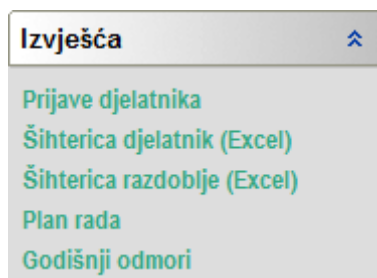 Izvješća
Prijave djelatnika
Šihterica djelatnik (Excel)
Šihterica razdoblje (Excel)
Plan rada
Godišnji odmori